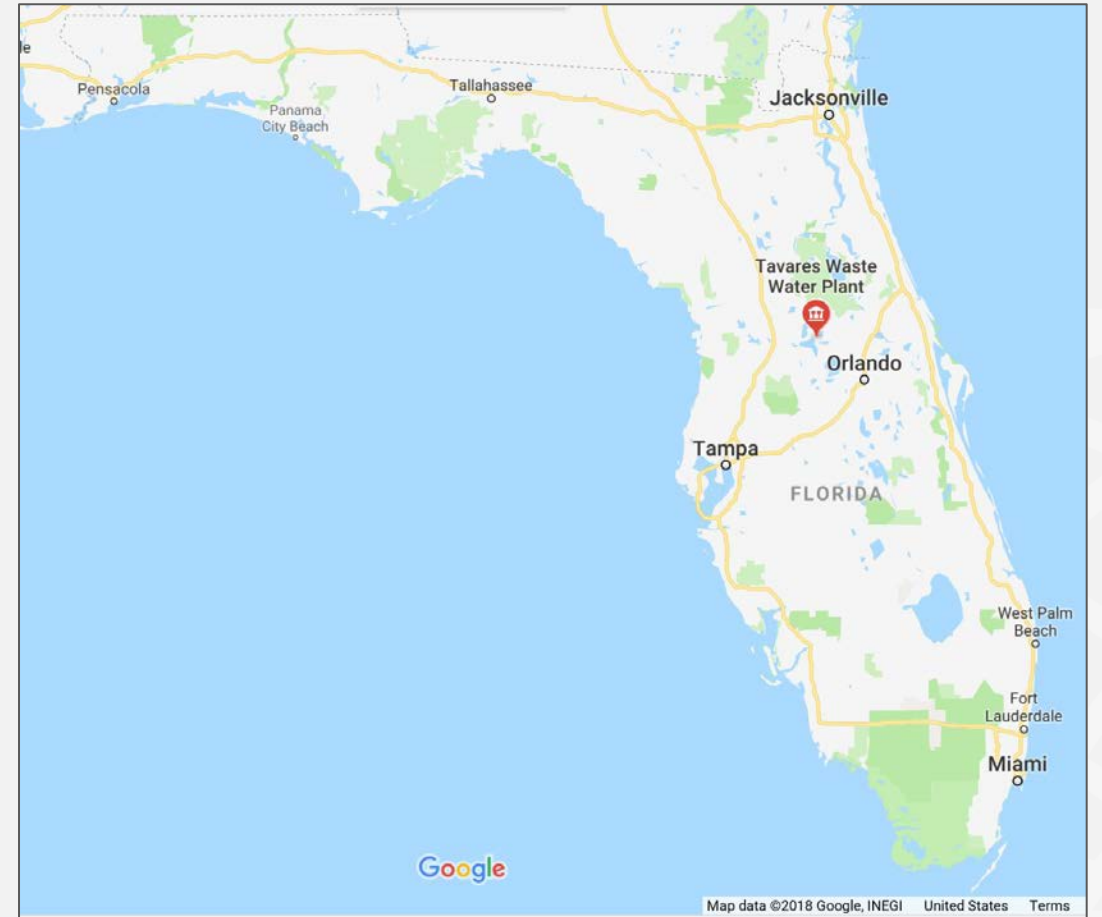 le
Pensacola
Panama
City Beach
Tallahassee
Jacksonville
Tavares Waste
Water Plant
Orlando
Tampa
FLORIDA
West Palm
Beach
Fort
Lauderdale
Miami
Google
Map data ©2018 Google, INEGI United States Terms